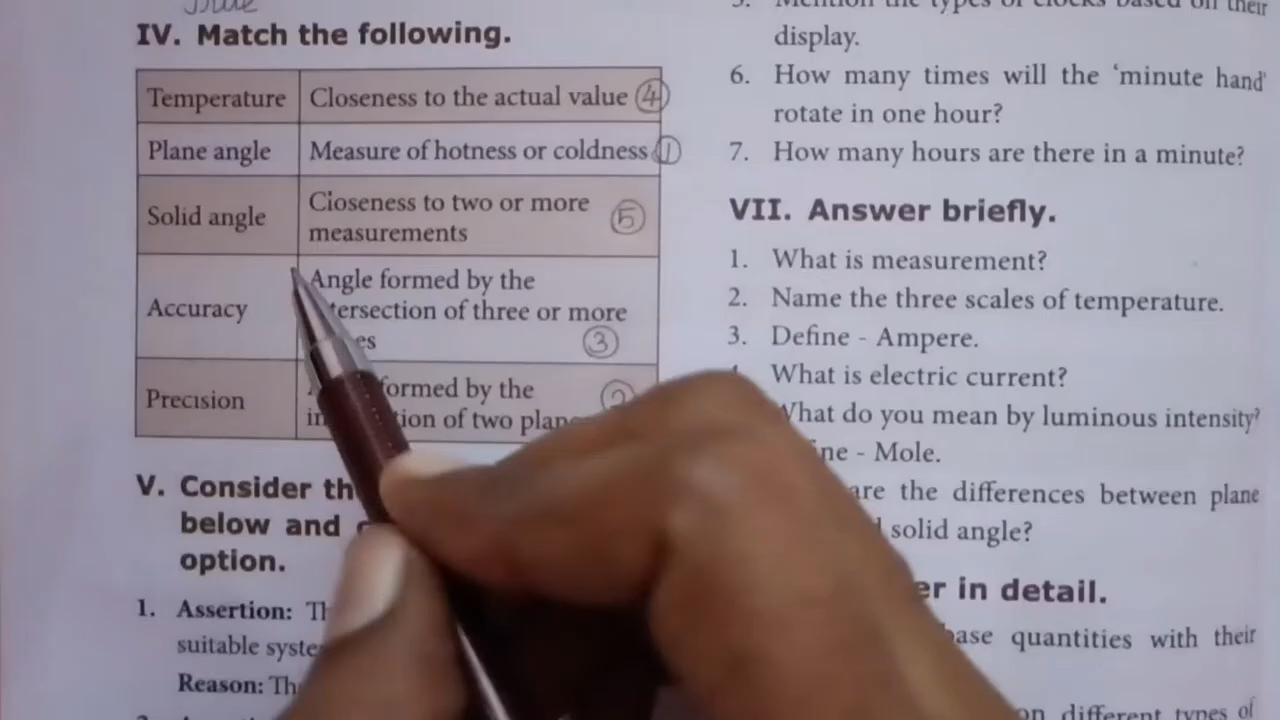 True
IV. Match the following.
Temperature Closeness to the actual value ④
Plane angle Measure of hotness or coldness ①
Solid angle Closeness to two or more
measurements ⑤
Accuracy Angle formed by the
of three or more
③
Precision formed by the
of two
V. Consider
below and
option.
1. Assertion:
suitable
Reason:
display.
6. How many times will the ‘minute hand’
rotate in one hour?
7. How many hours are there in a minute?
VII. Answer briefly.
1. What is measurement?
2. Name the three scales of temperature.
3. Define - Ampere.
What is electric current?
What do you mean by luminous intensity?
- Mole.
are the differences between plane
solid angle?
in detail.
quantities with their
different types of